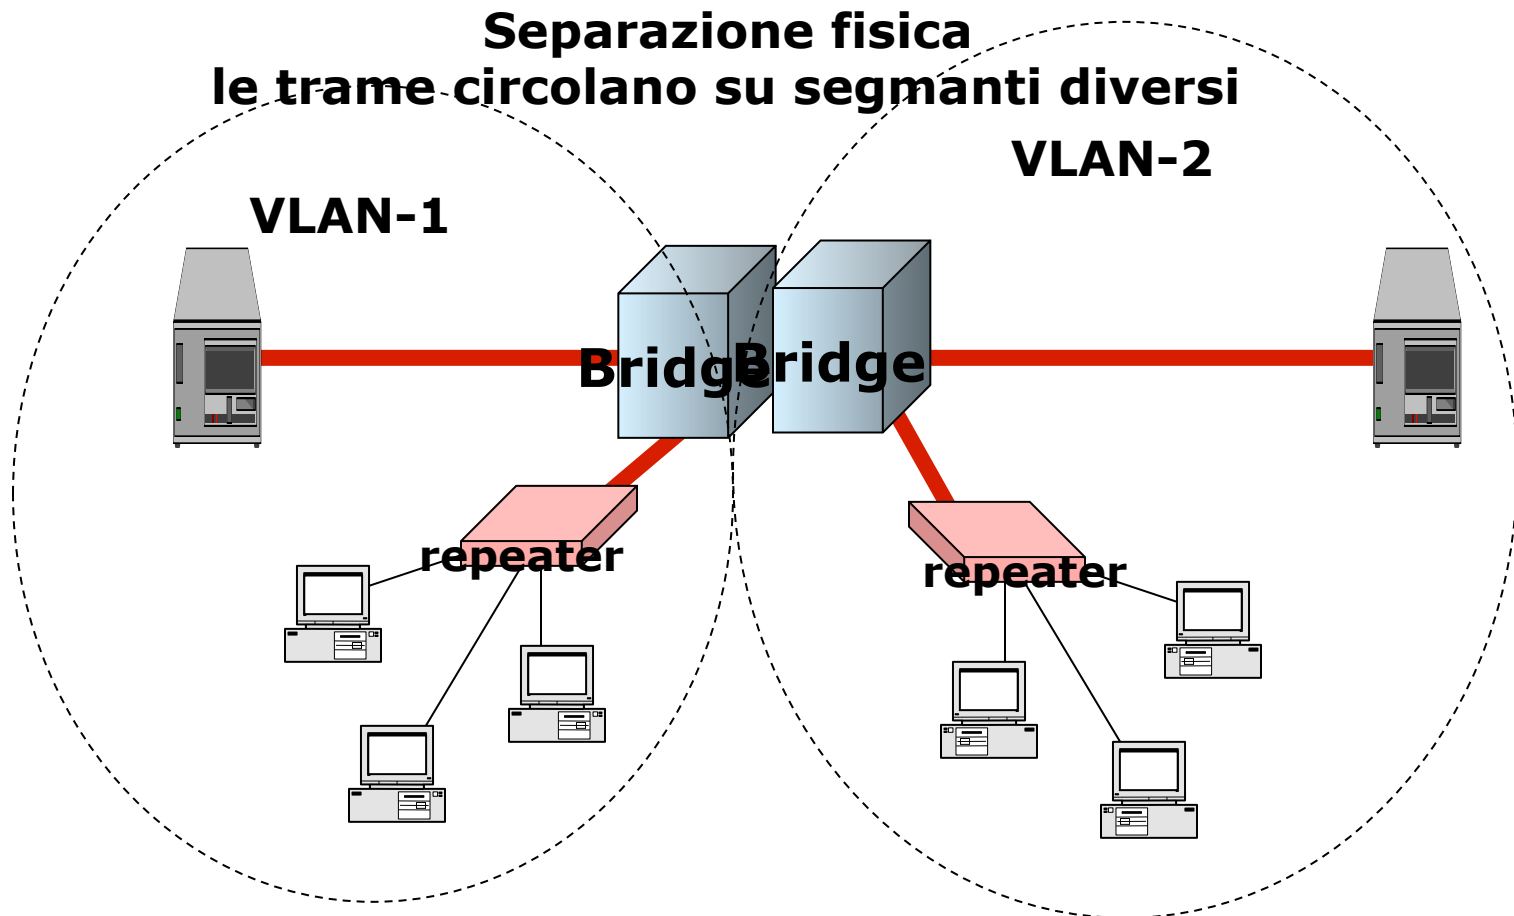 Separazione fisica
le trame circolano su segmanti diversi
VLAN-2
VLAN-1
Bridge
Bridge
repeater
repeater